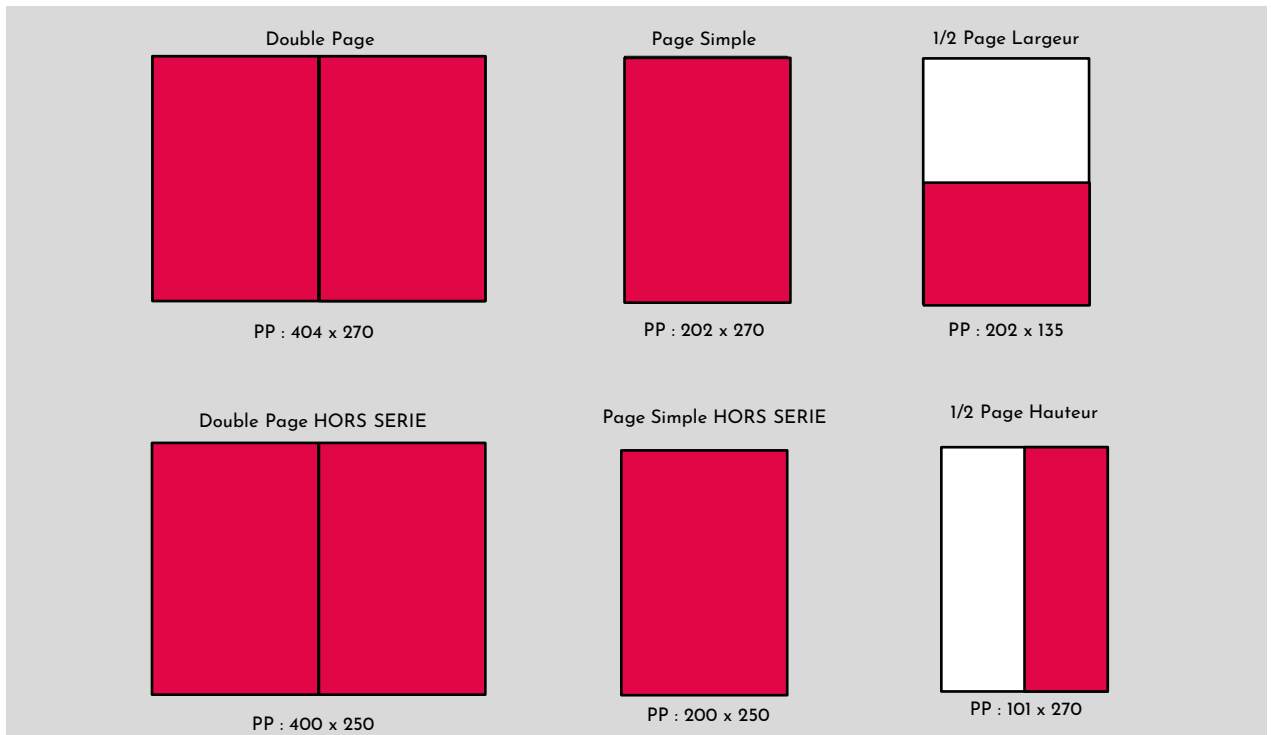 Double Page
Page Simple
1/2 Page Largeur
PP : 404 x 270
PP : 202 x 270
PP : 202 x 135
Double Page HORS SERIE
Page Simple HORS SERIE
1/2 Page Hauteur
PP : 400 x 250
PP : 200 x 250
PP : 101 x 270